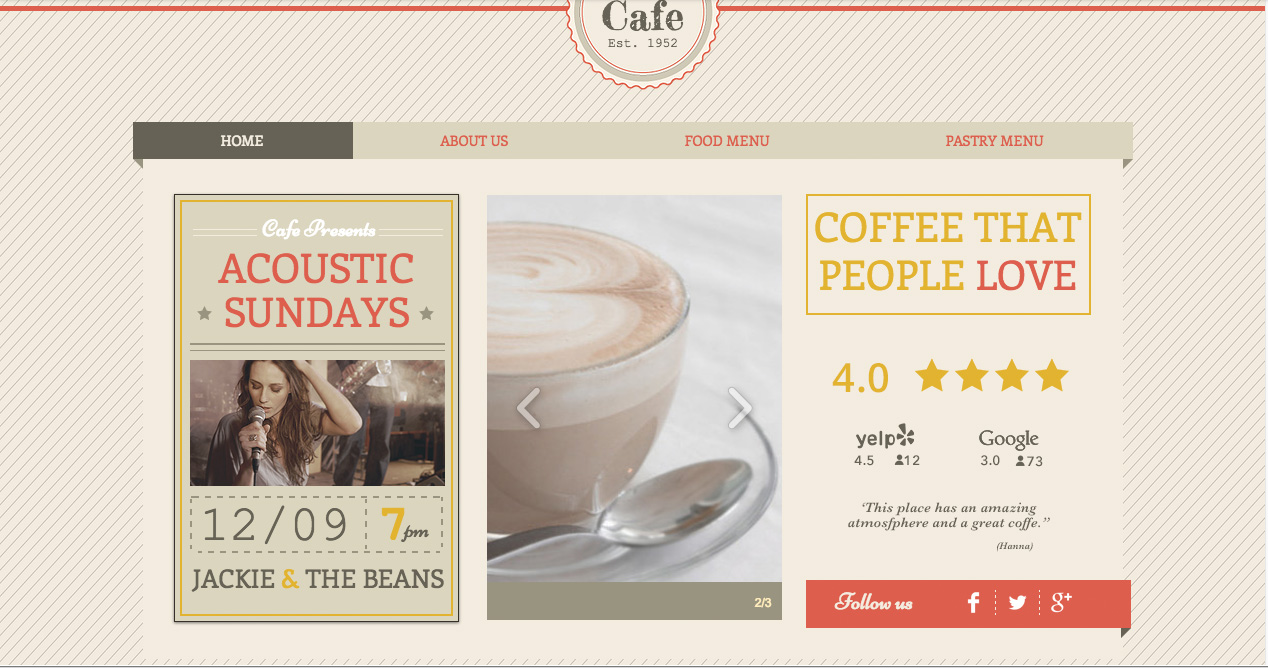 Cafe
Est. 1952
HOME
ABOUT US
FOOD MENU
PASTRY MENU
Cafe Presents
ACOUSTIC
SUNDAYS
12/09
7pm
JACKIE & THE BEANS
2/3
COFFEE THAT
PEOPLE LOVE
4.0
yelp
4.5 12
Google
3.0 73
‘This place has an amazing
atmosfphere and a great coffe.”
(Hanna)
Follow us
f
g+